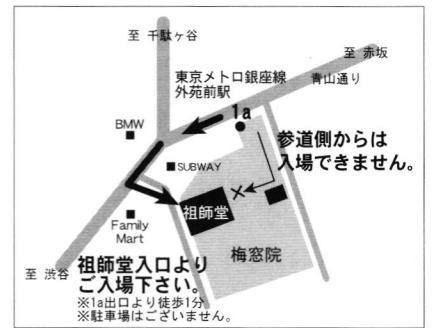 至 千駄ヶ谷
至 赤坂
東京メトロ銀座線
外苑前駅
青山通り
1a
BMW
参道側からは
入場できません。
SUBWAY
祖師堂
Family
Mart
梅窓院
至 渋谷
祖師堂入口より
ご入場下さい。
※1a出口より徒歩1分
※駐車場はございません。